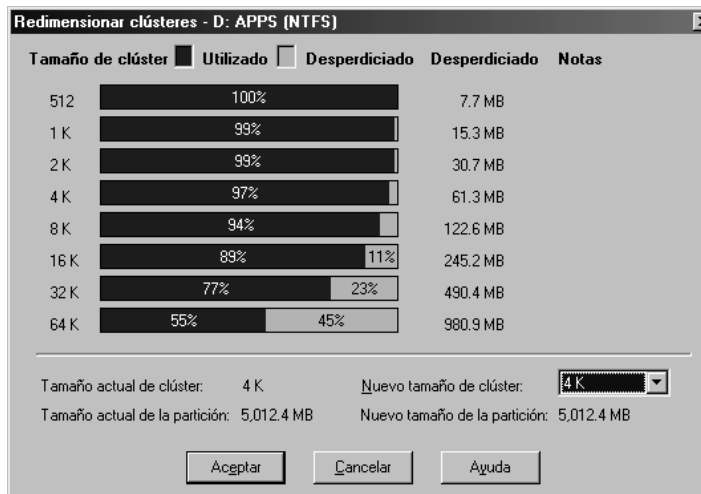 Redimensionar clústeres - D: APPS (NTFS)
Tamaño de clúster Utilizado Desperdiciado Desperdiciado Notas
512 100% 7.7 MB
1 K 99% 15.3 MB
2 K 99% 30.7 MB
4 K 97% 61.3 MB
8 K 94% 122.6 MB
16 K 89% 11% 245.2 MB
32 K 77% 23% 490.4 MB
64 K 55% 45% 980.9 MB
Tamaño actual de clúster: 4 K Nuevo tamaño de clúster: 4 K
Tamaño actual de la partición: 5,012.4 MB Nuevo tamaño de la partición: 5,012.4 MB
Aceptar Cancelar Ayuda